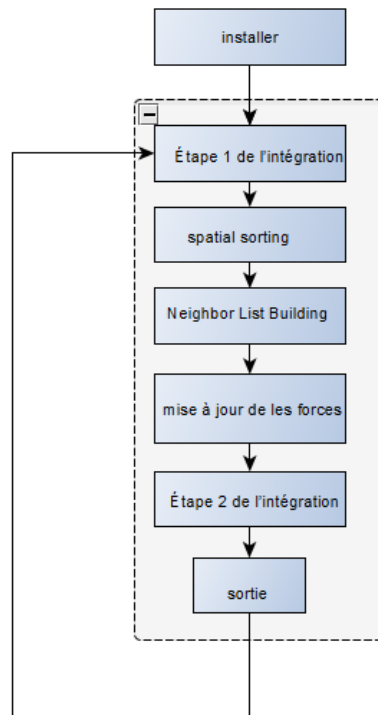 installer
Étape 1 de l'intégration
spatial sorting
Neighbor List Building
mise à jour de les forces
Étape 2 de l'intégration
sortie